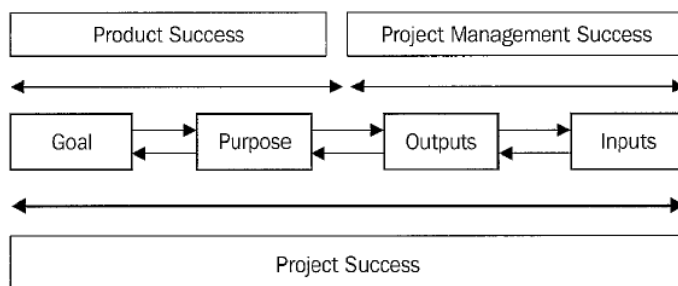 Product Success
Project Management Success
Goal
Purpose
Outputs
Inputs
Project Success